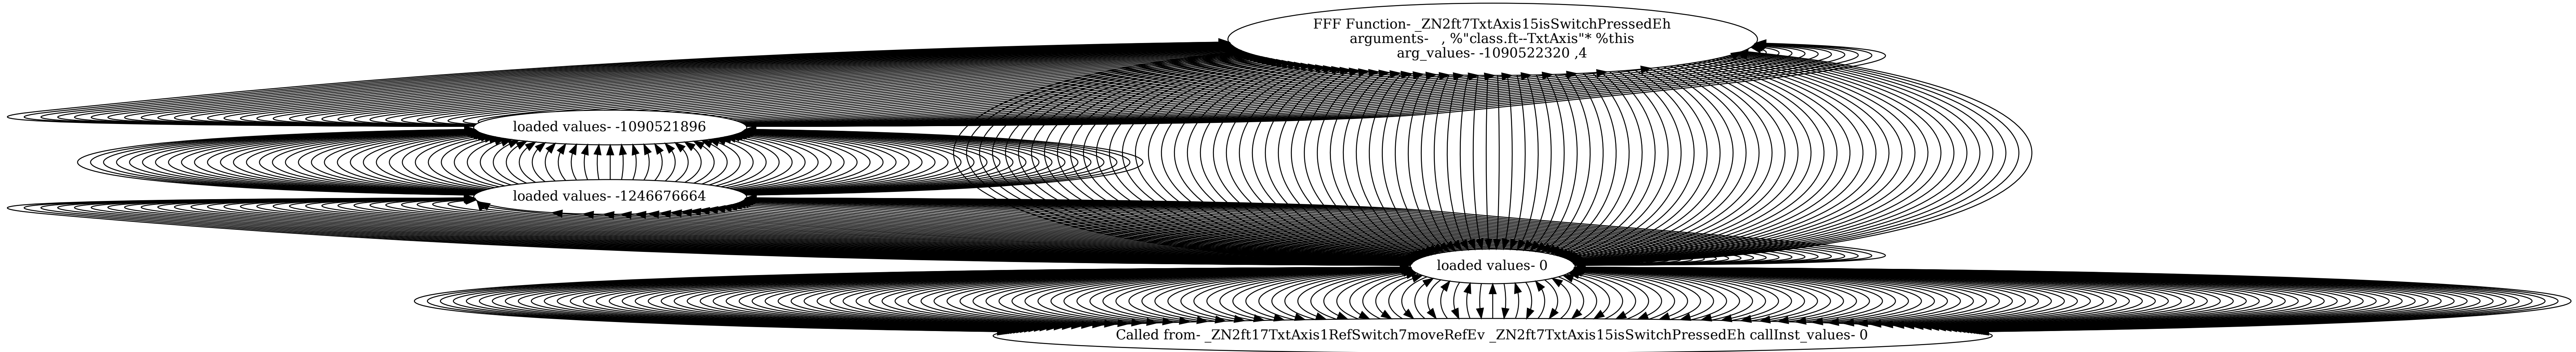 FFF Function- _ZN2ft7TxtAxis15isSwitchPressedEh
arguments-   , %"class.ft--TxtAxis"* %this
arg_values- -1090522320 ,4
loaded values- -1090521896
loaded values- -1246676664
loaded values- 0
Called from- _ZN2ft17TxtAxis1RefSwitch7moveRefEv _ZN2ft7TxtAxis15isSwitchPressedEh callInst_values- 0